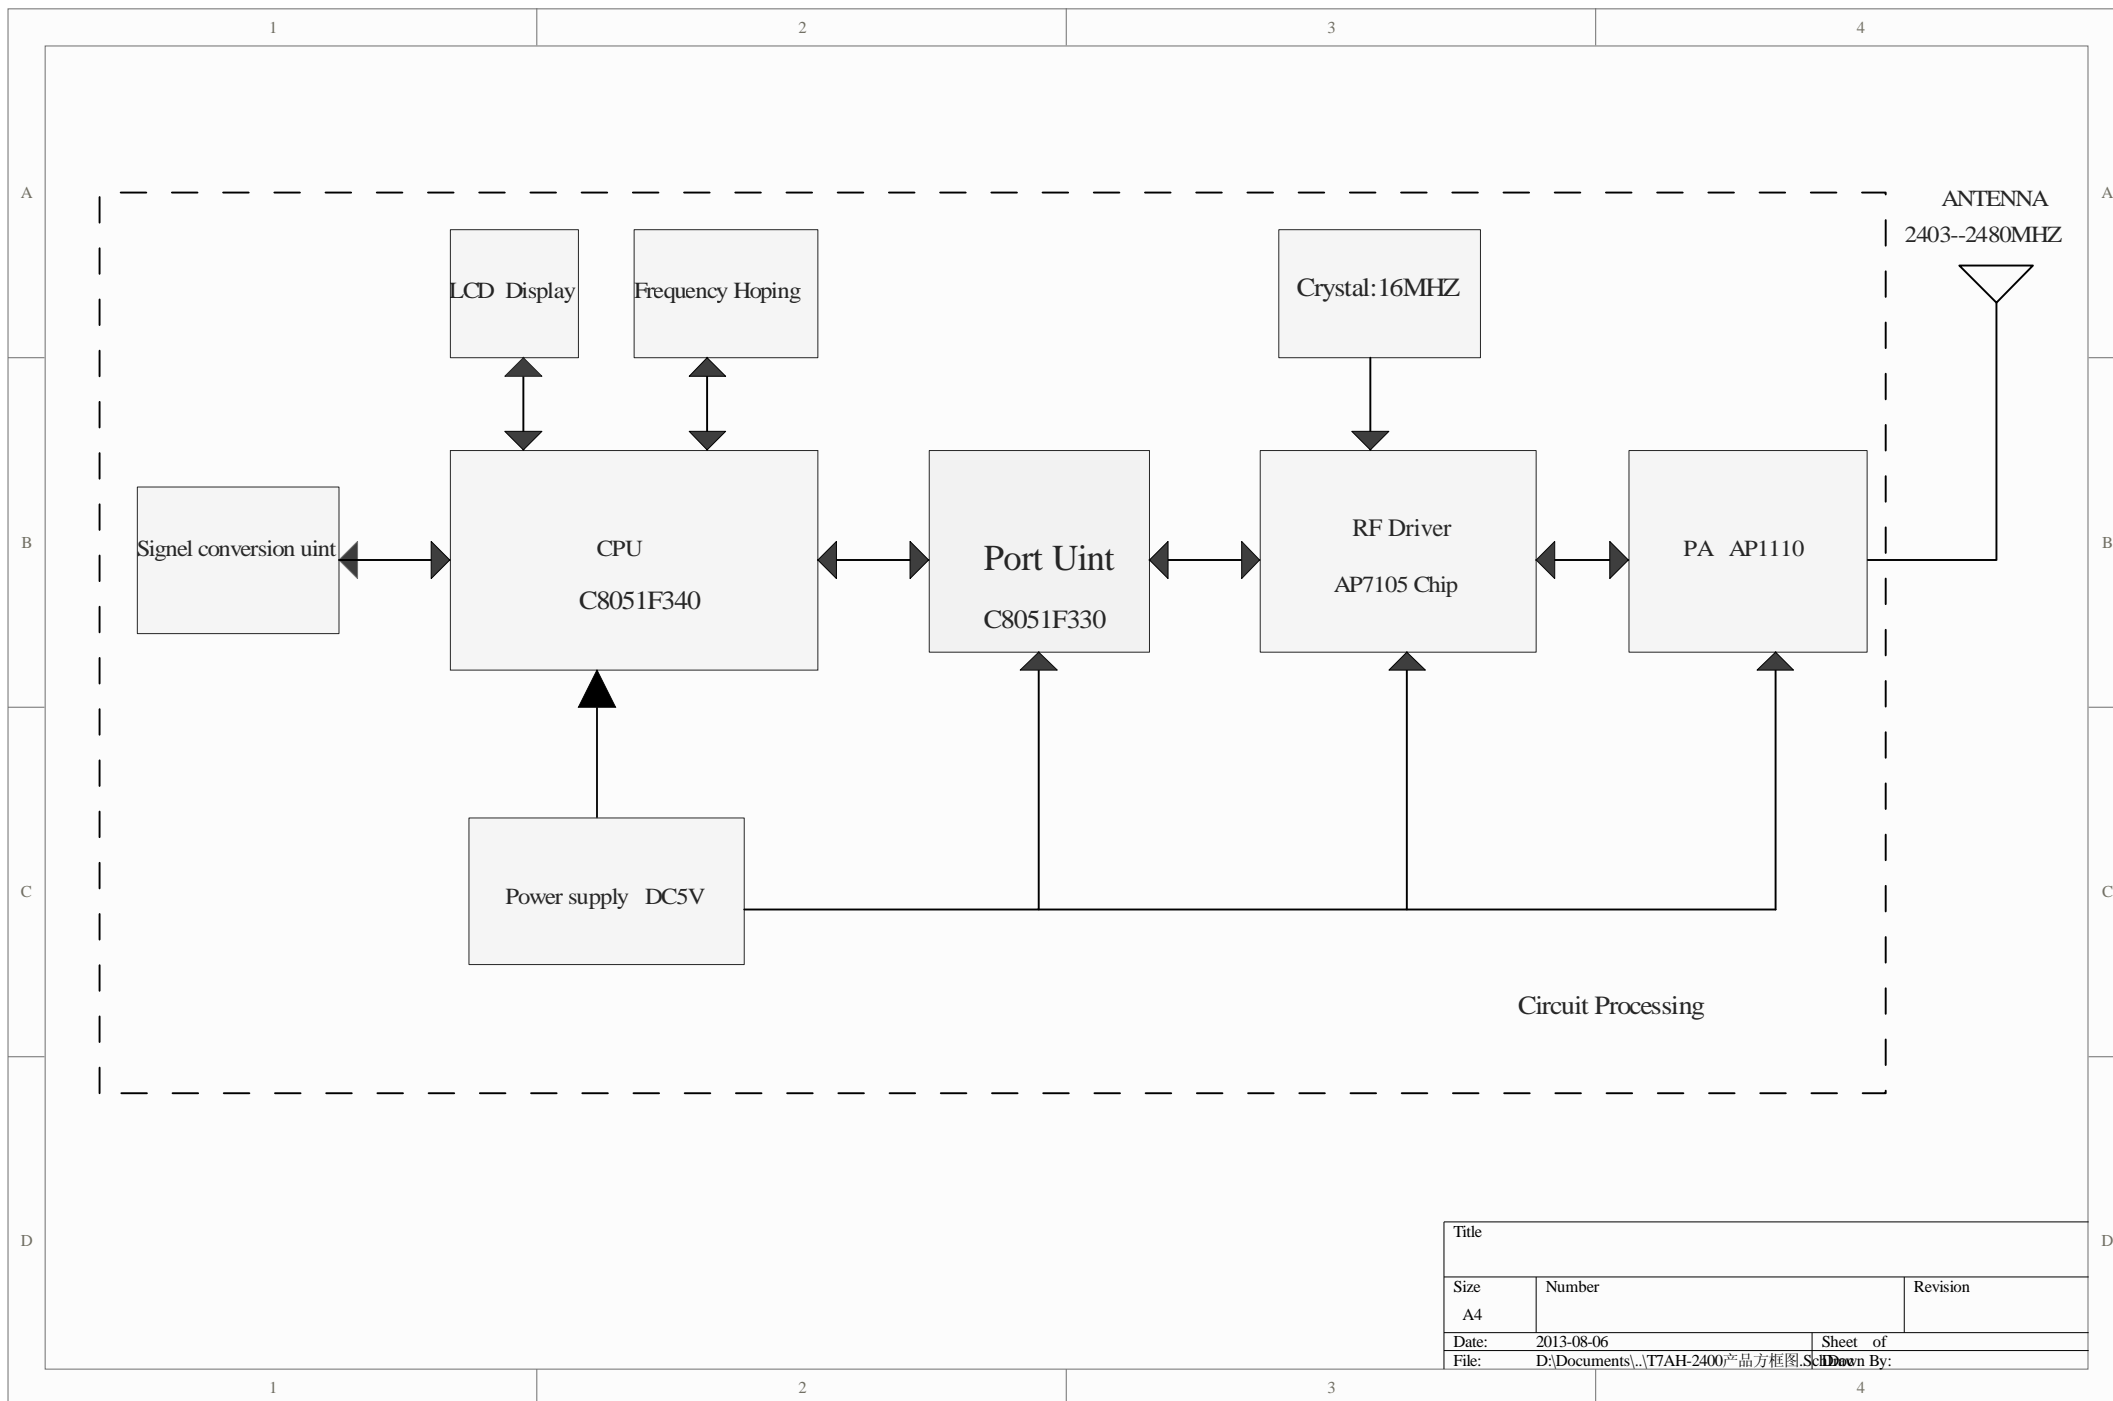 1 2 3 4
A A
ANTENNA
2403--2480MHZ
LCD Display
Frequency Hoping
Crystal:16MHZ
B B
Signel conversion uint
CPU
C8051F340
Port Uint
C8051F330
RF Driver
AP7105 Chip
PA AP1110
C C
Power supply DC5V
Circuit Processing
D D
Title
Size Number Revision
A4
Date: 2013-08-06 Sheet of
File: D:\Documents\..\T7AH-2400产品方框图.SchDoc Drawn By:
1 2 3 4